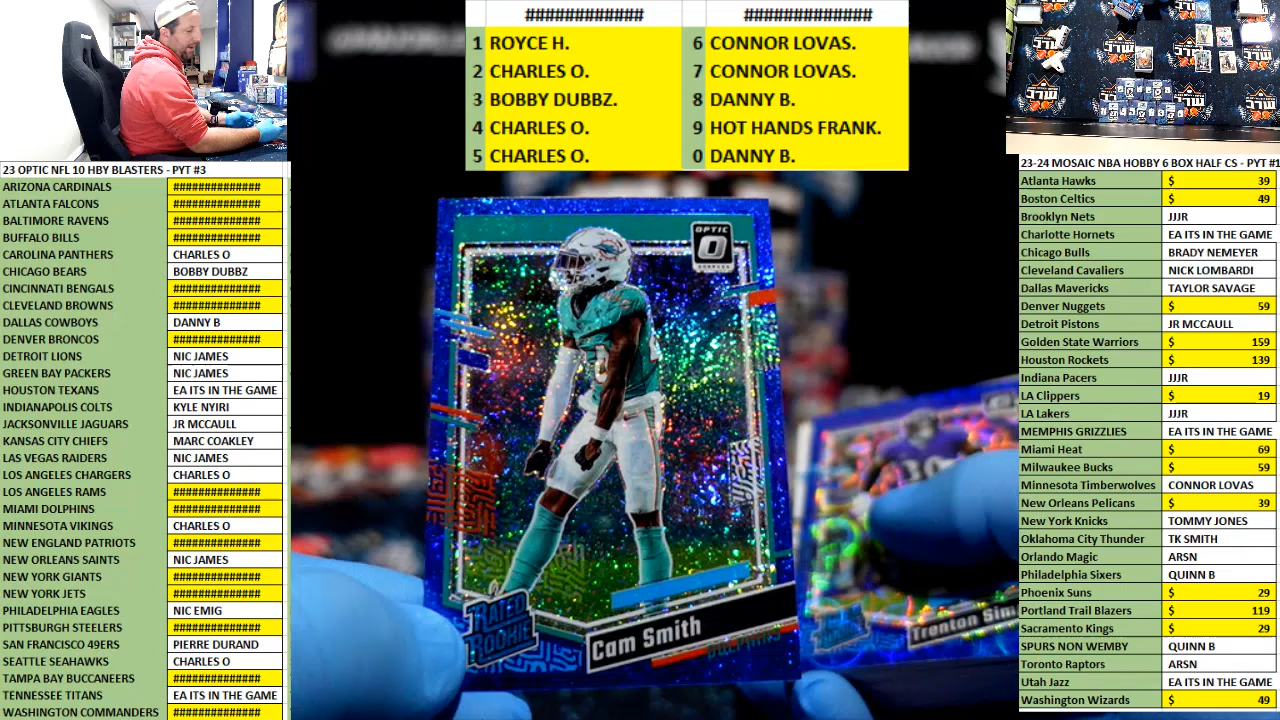 ############ #############
1 ROYCE H. 6 CONNOR LOVAS.
2 CHARLES O. 7 CONNOR LOVAS.
3 BOBBY DUBBZ. 8 DANNY B.
4 CHARLES O. 9 HOT HANDS FRANK.
5 CHARLES O. 0 DANNY B.
23 OPTIC NFL 10 HBY BLASTERS - PYT #3
ARIZONA CARDINALS ##############
ATLANTA FALCONS ##############
BALTIMORE RAVENS ##############
BUFFALO BILLS ##############
CAROLINA PANTHERS CHARLES O
CHICAGO BEARS BOBBY DUBBZ
CINCINNATI BENGALS ##############
CLEVELAND BROWNS ##############
DALLAS COWBOYS DANNY B
DENVER BRONCOS ##############
DETROIT LIONS NIC JAMES
GREEN BAY PACKERS NIC JAMES
HOUSTON TEXANS EA ITS IN THE GAME
INDIANAPOLIS COLTS KYLE NYIRI
JACKSONVILLE JAGUARS JR MCCAULL
KANSAS CITY CHIEFS MARC COAKLEY
LAS VEGAS RAIDERS NIC JAMES
LOS ANGELES CHARGERS CHARLES O
LOS ANGELES RAMS ##############
MIAMI DOLPHINS ##############
MINNESOTA VIKINGS CHARLES O
NEW ENGLAND PATRIOTS ##############
NEW ORLEANS SAINTS NIC JAMES
NEW YORK GIANTS ##############
NEW YORK JETS ##############
PHILADELPHIA EAGLES NIC EMIG
PITTSBURGH STEELERS ##############
SAN FRANCISCO 49ERS PIERRE DURAND
SEATTLE SEAHAWKS CHARLES O
TAMPA BAY BUCCANEERS ##############
TENNESSEE TITANS EA ITS IN THE GAME
WASHINGTON COMMANDERS ##############
OPTIC
RATED
ROOKIE
Cam Smith
DOLPHINS
Trenton Sim
23-24 MOSAIC NBA HOBBY 6 BOX HALF CS - PYT #1
Atlanta Hawks $ 39
Boston Celtics $ 49
Brooklyn Nets JJJR
Charlotte Hornets EA ITS IN THE GAME
Chicago Bulls BRADY NEMEYER
Cleveland Cavaliers NICK LOMBARDI
Dallas Mavericks TAYLOR SAVAGE
Denver Nuggets $ 59
Detroit Pistons JR MCCAULL
Golden State Warriors $ 159
Houston Rockets $ 139
Indiana Pacers JJJR
LA Clippers $ 19
LA Lakers JJJR
MEMPHIS GRIZZLIES EA ITS IN THE GAME
Miami Heat $ 69
Milwaukee Bucks $ 59
Minnesota Timberwolves CONNOR LOVAS
New Orleans Pelicans $ 39
New York Knicks TOMMY JONES
Oklahoma City Thunder TK SMITH
Orlando Magic ARSN
Philadelphia Sixers QUINN B
Phoenix Suns $ 29
Portland Trail Blazers $ 119
Sacramento Kings $ 29
SPURS NON WEMBY QUINN B
Toronto Raptors ARSN
Utah Jazz EA ITS IN THE GAME
Washington Wizards $ 49